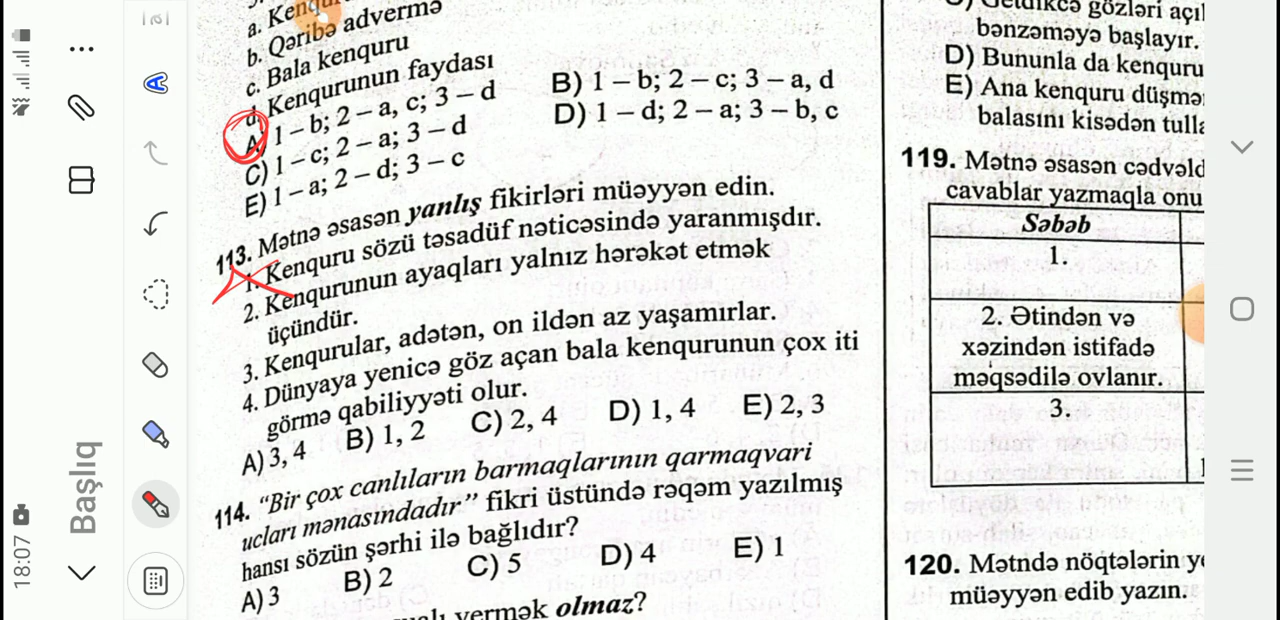 18:07
Başlıq
b. Qəribə advermə
c. Bala kenquru
d. Kenqurunun faydası
A) 1 – b; 2 – a, c; 3 – d
B) 1 – b; 2 – c; 3 – a, d
C) 1 – c; 2 – a; 3 – d
D) 1 – d; 2 – a; 3 – b, c
E) 1 – a; 2 – d; 3 – c
113. Mətnə əsasən yanlış fikirləri müəyyən edin.
1. Kenquru sözü təsadüf nəticəsində yaranmışdır.
2. Kenqurunun ayaqları yalnız hərəkət etmək
üçündür.
3. Kenqurular, adətən, on ildən az yaşamırlar.
4. Dünyaya yenicə göz açan bala kenqurunun çox iti
görmə qabiliyyəti olur.
A) 3, 4 B) 1, 2 C) 2, 4 D) 1, 4 E) 2, 3
114. “Bir çox canlıların barmaqlarının qarmaqvari
ucları mənasındadır” fikri üstündə rəqəm yazılmış
hansı sözün şərhi ilə bağlıdır?
A) 3 B) 2 C) 5 D) 4 E) 1
vermək olmaz?
gözləri
bənzəməyə başlayır.
D) Bununla da kenquru
E) Ana kenquru
balasını kisədən
119. Mətnə əsasən
cavablar yazmaqla
Səbəb
1.
2. Ətindən və
xəzindən istifadə
məqsədilə ovlanır.
3.
120. Mətndə nöqtələrin
müəyyən edib yazın.